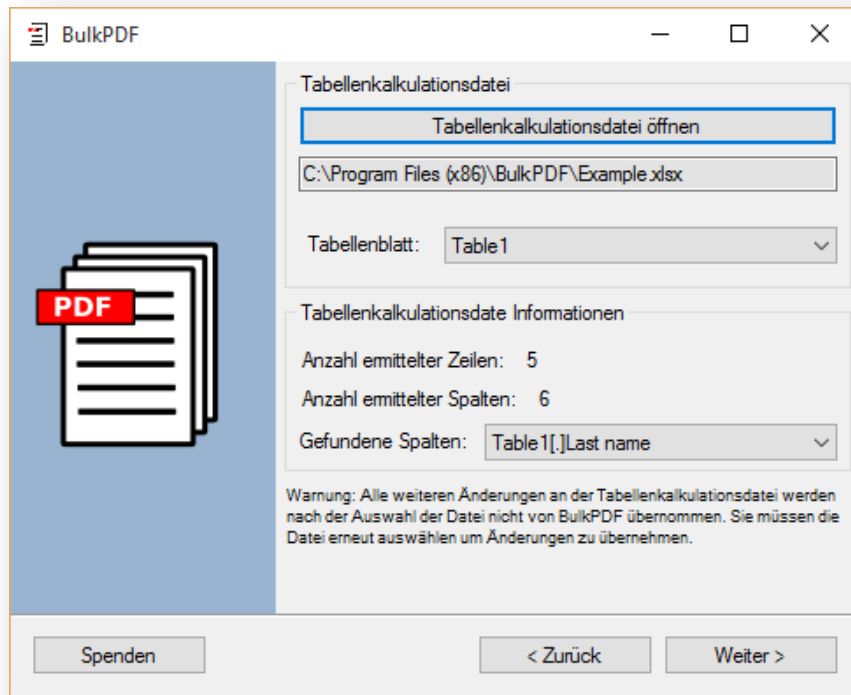 BulkPDF
Tabellenkalkulationsdatei
Tabellenkalkulationsdatei öffnen
C:\Program Files (x86)\BulkPDF\Example.xlsx
Tabellenblatt: Table1
PDF
Tabellenkalkulationsdate Informationen
Anzahl ermittelter Zeilen: 5
Anzahl ermittelter Spalten: 6
Gefundene Spalten: Table1[.]Last name
Warnung: Alle weiteren Änderungen an der Tabellenkalkulationsdatei werden
nach der Auswahl der Datei nicht von BulkPDF übernommen. Sie müssen die
Datei erneut auswählen um Änderungen zu übernehmen.
Spenden < Zurück Weiter >